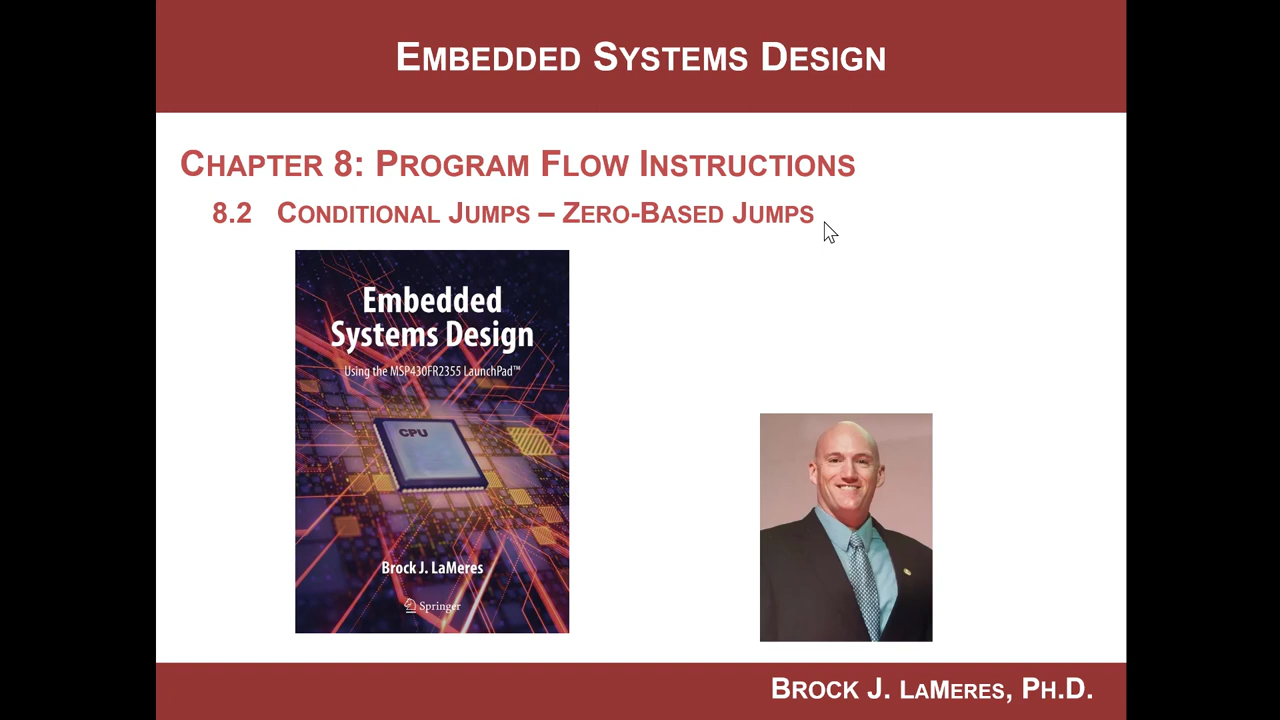 EMBEDDED SYSTEMS DESIGN
CHAPTER 8: PROGRAM FLOW INSTRUCTIONS
8.2 CONDITIONAL JUMPS – ZERO-BASED JUMPS
Embedded
Systems Design
Using the MSP430FR2355 LaunchPad™
CPU
Brock J. LaMeres
Springer
BROCK J. LAMERES, PH.D.